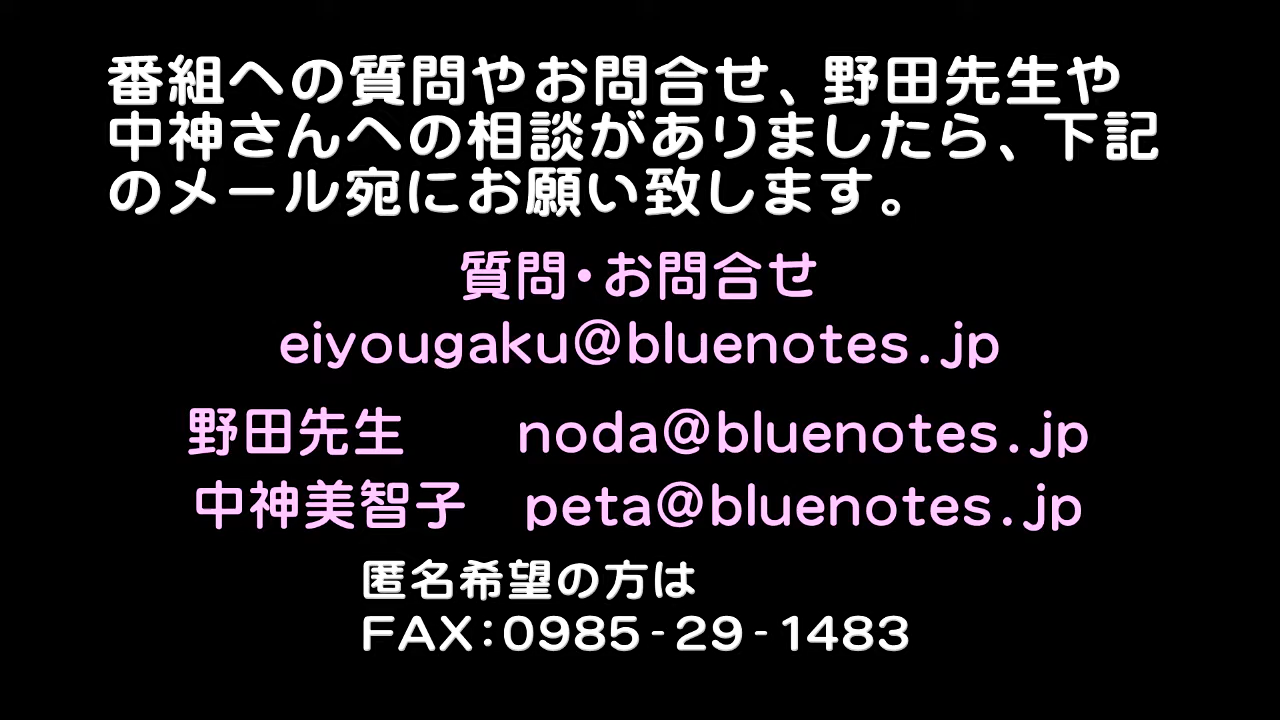 番組への質問やお問合せ、野田先生や
中神さんへの相談がありましたら、下記
のメール宛にお願い致します。
質問・お問合せ
eiyougaku@bluenotes.jp
野田先生　noda@bluenotes.jp
中神美智子　peta@bluenotes.jp
匿名希望の方は
FAX:0985-29-1483